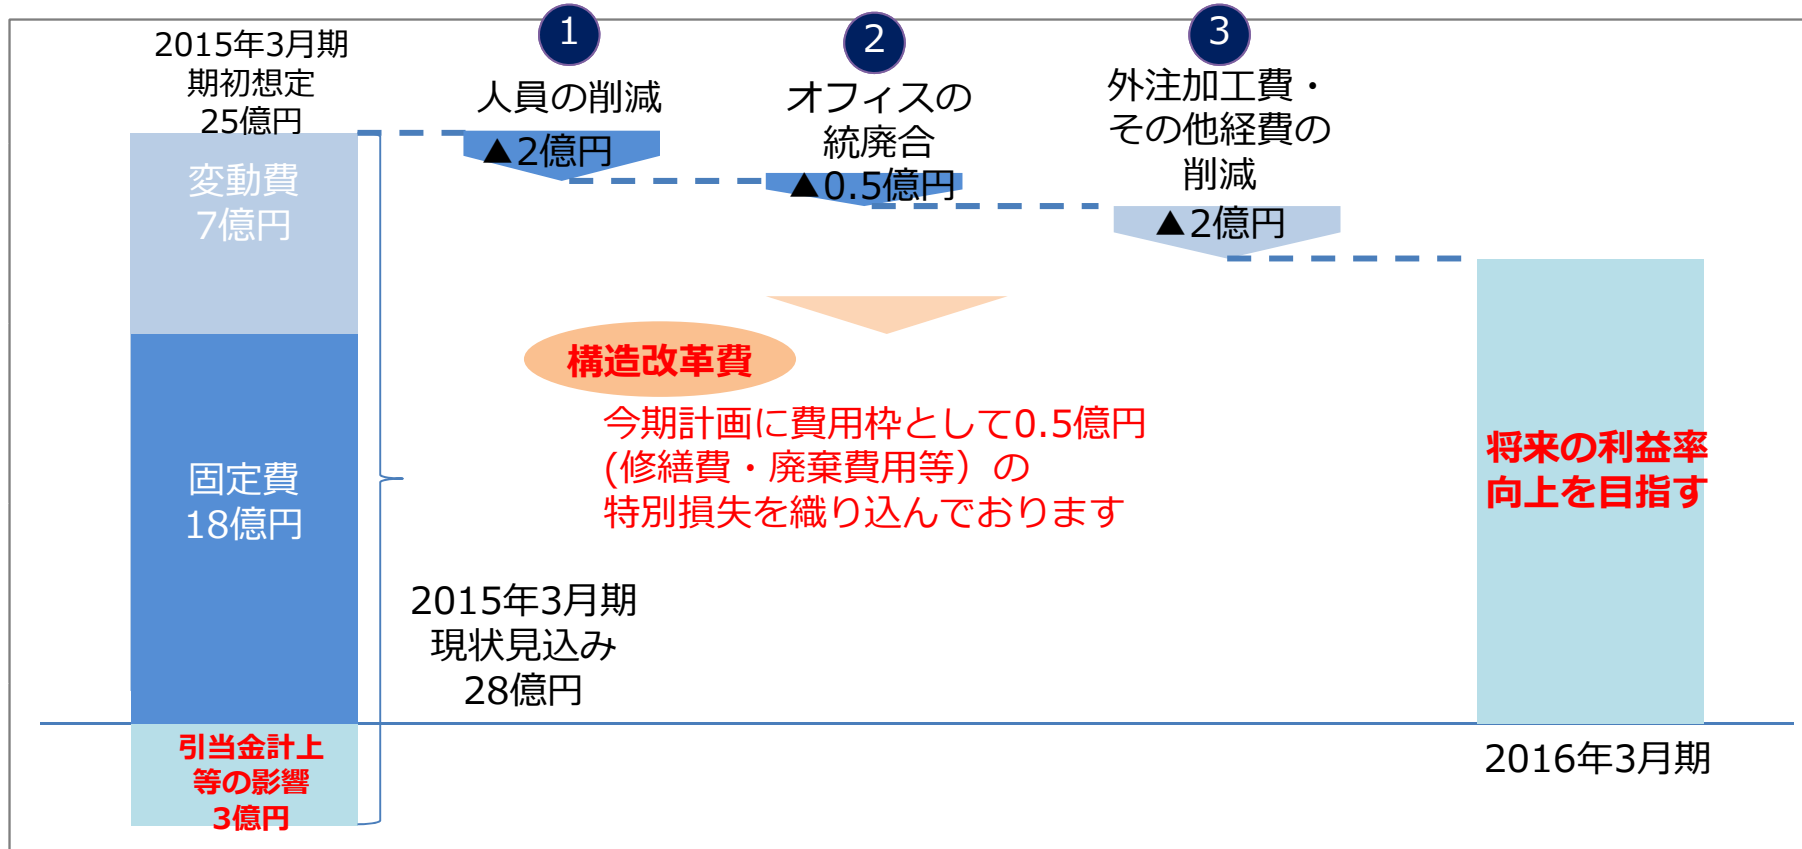 2015年3月期
期初想定
25億円
変動費
7億円
固定費
18億円
引当金計上
等の影響
3億円
1
人員の削減
▲2億円
2
オフィスの
統廃合
▲0.5億円
3
外注加工費・
その他経費の
削減
▲2億円
構造改革費
今期計画に費用枠として0.5億円
(修繕費・廃棄費用等）の
特別損失を織り込んでおります
2015年3月期
現状見込み
28億円
将来の利益率
向上を目指す
2016年3月期